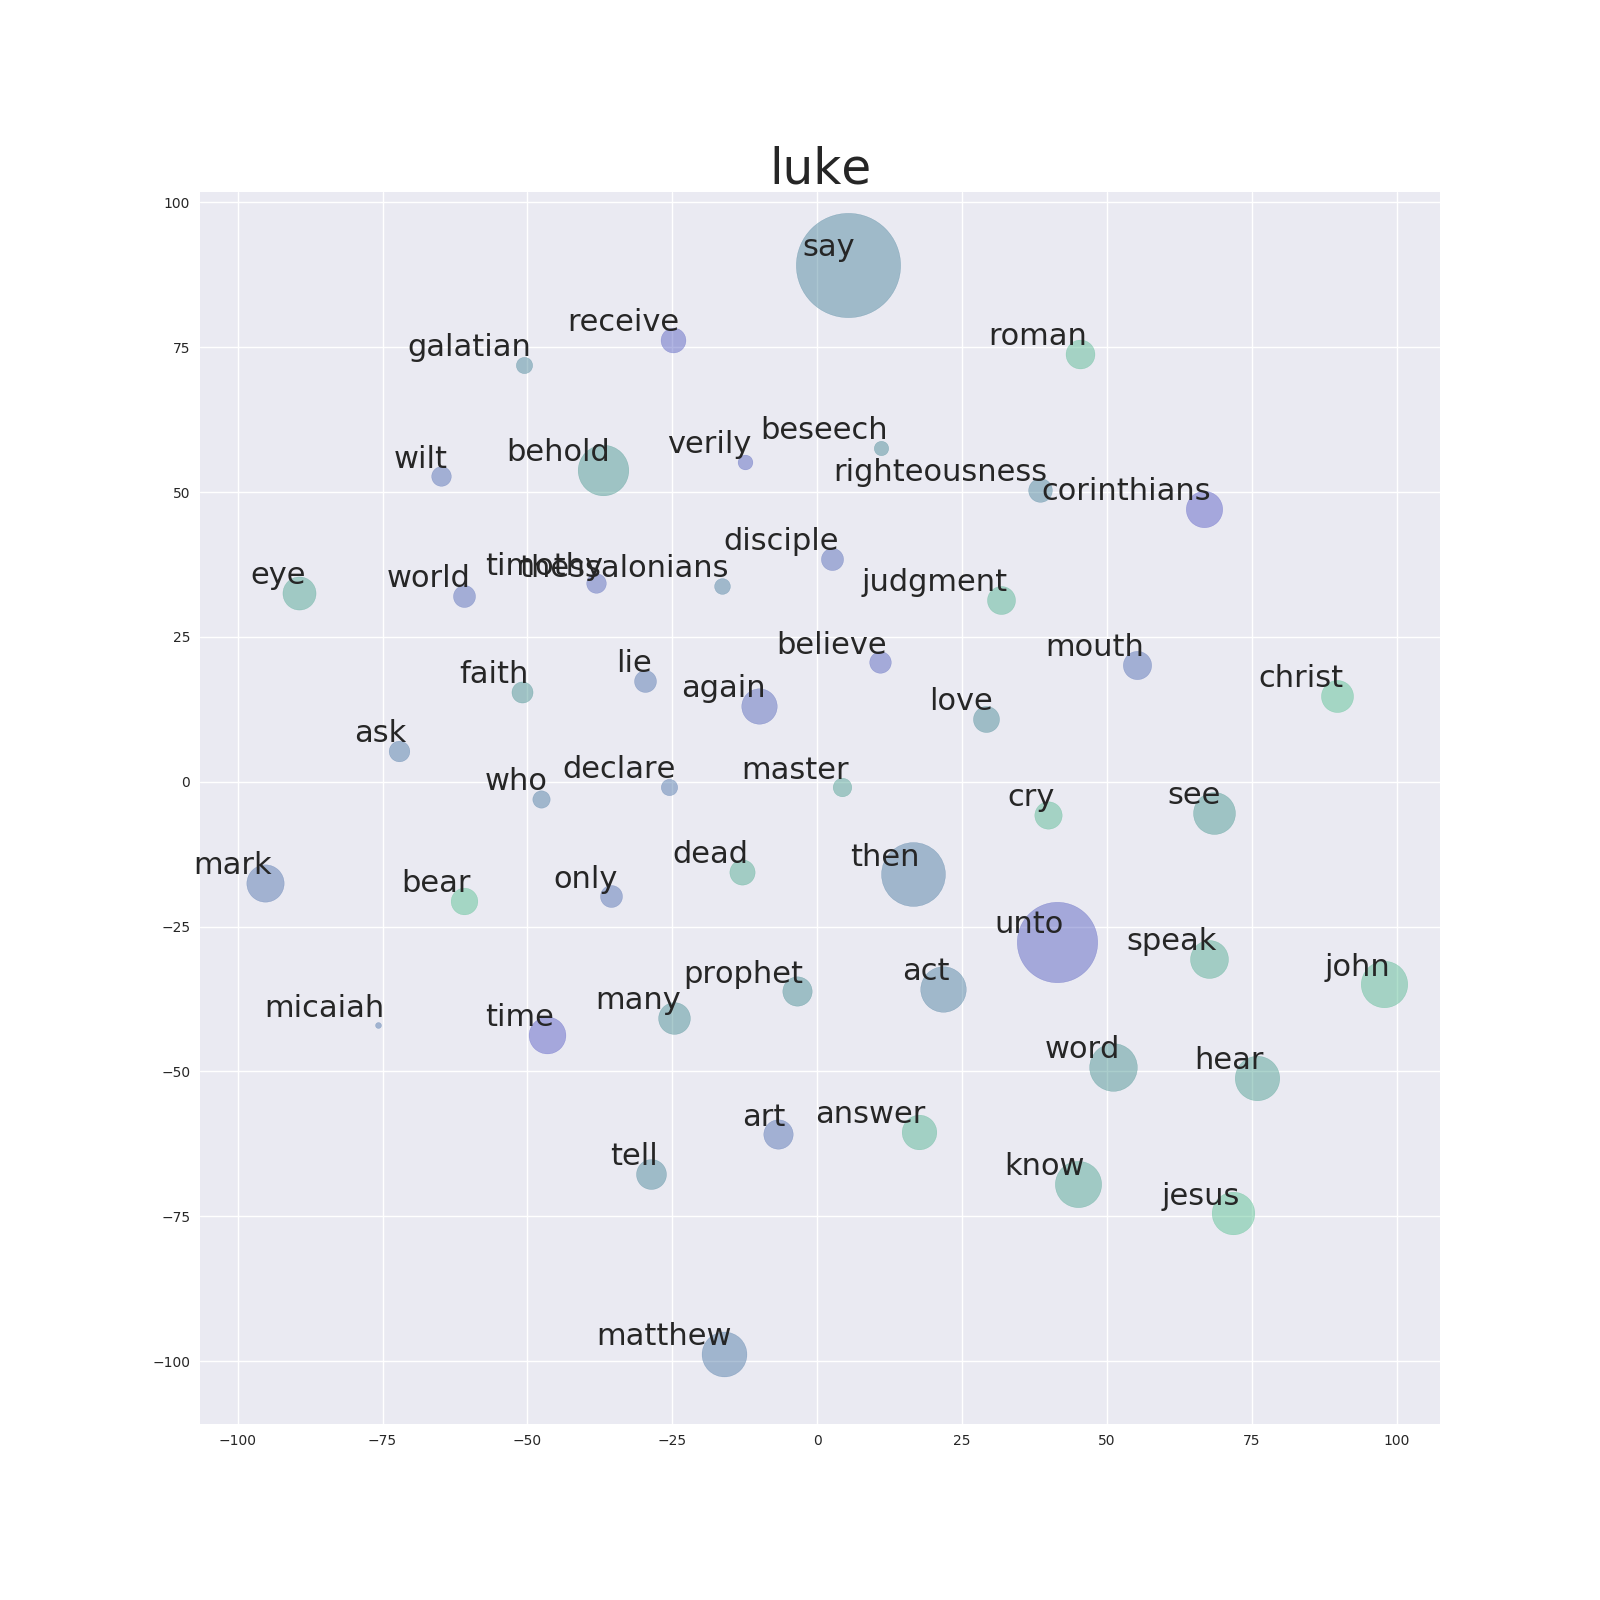 luke
100
say
receive
roman
galatian
75
beseech
verily
behold
wilt
righteousness
50
corinthians
disciple
timothy
thessalonians
eye
world
judgment
25
believe
mouth
lie
faith
christ
again
love
ask
who
declare
master
0
cry
see
dead
then
mark
bear
only
−25
unto
speak
john
prophet
act
many
micaiah
time
word
hear
−50
art
answer
tell
know
jesus
−75
matthew
−100
−100 −75 −50 −25 0 25 50 75 100